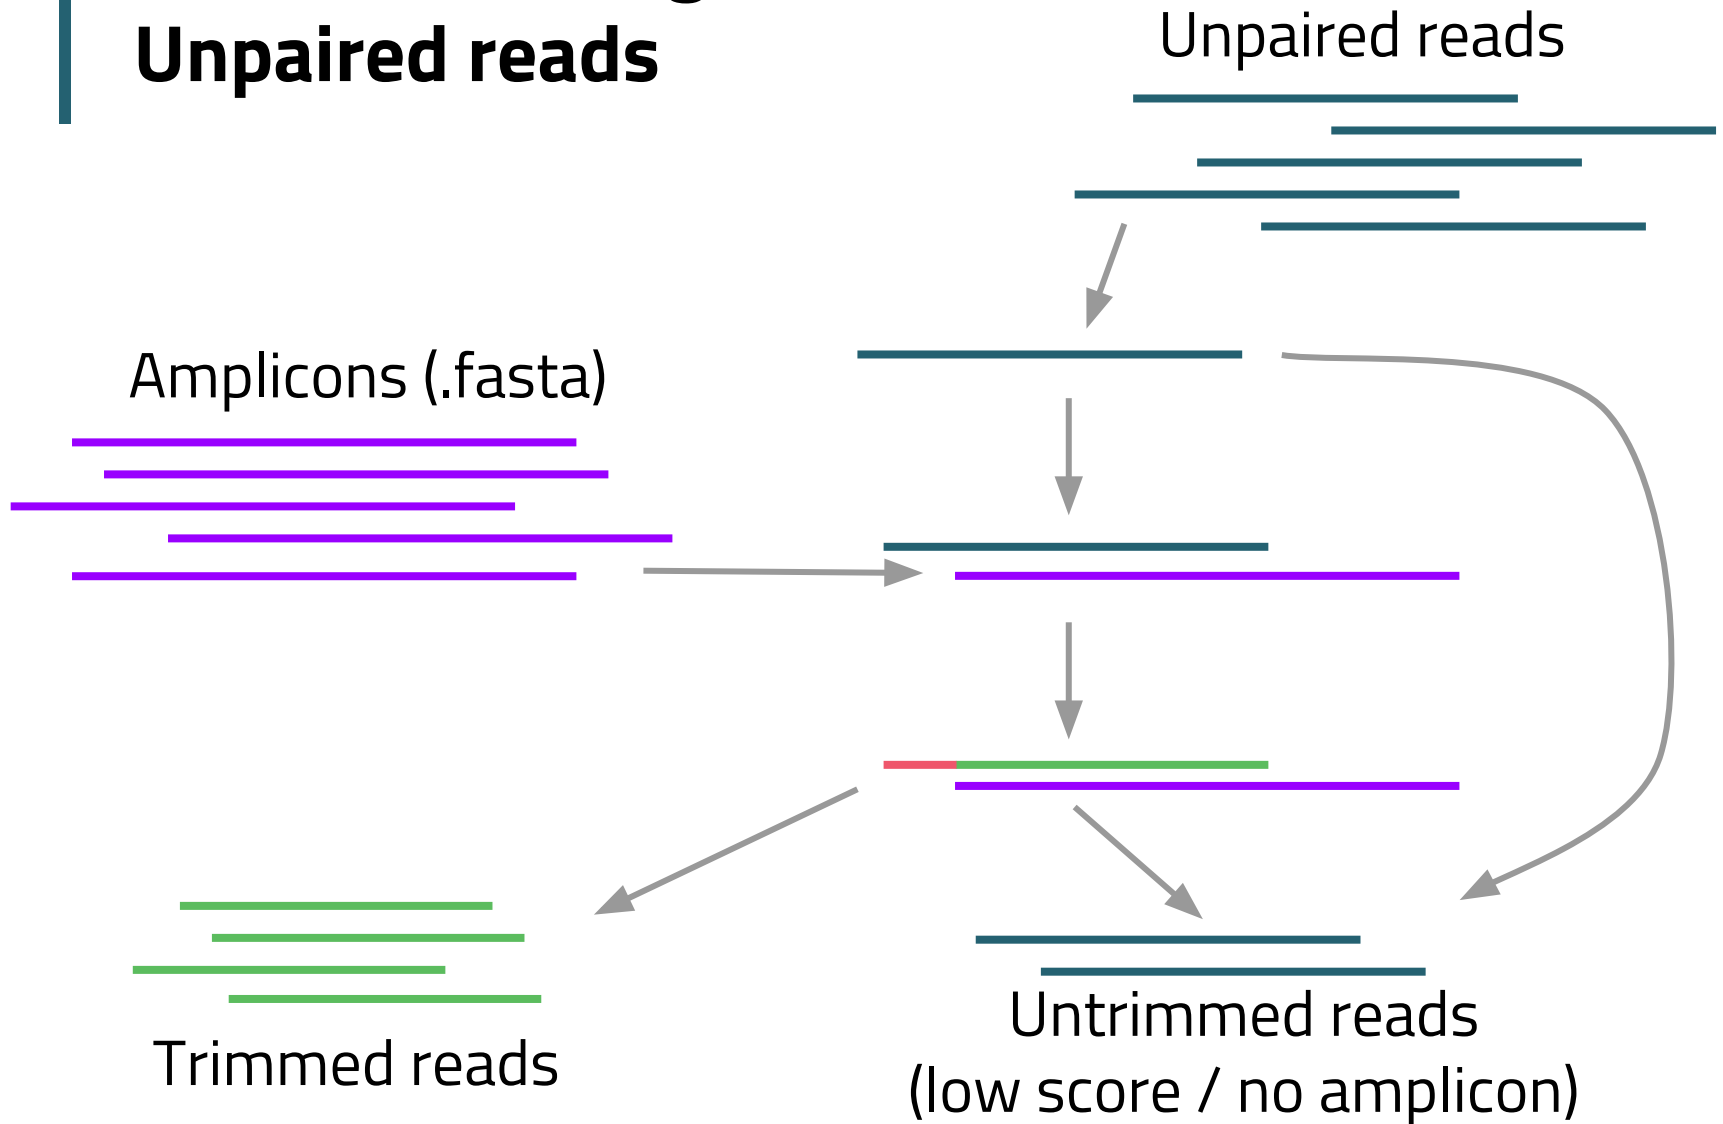 Unpaired reads
Unpaired reads
Amplicons (.fasta)
Trimmed reads
Untrimmed reads
(low score / no amplicon)